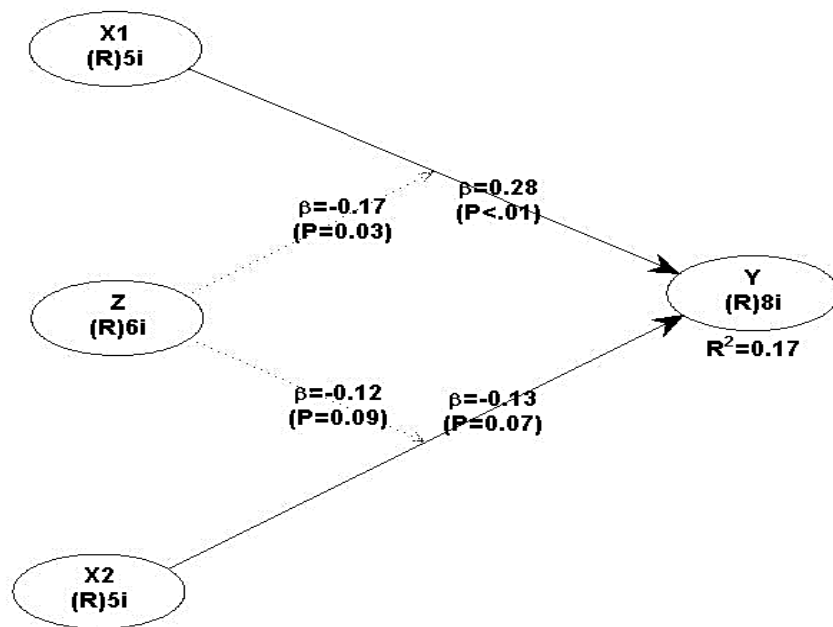 X1
(R)5i
β=0.28
(P<.01)
β=-0.17
(P=0.03)
Z
(R)6i
Y
(R)8i
R²=0.17
β=-0.12
(P=0.09)
β=-0.13
(P=0.07)
X2
(R)5i